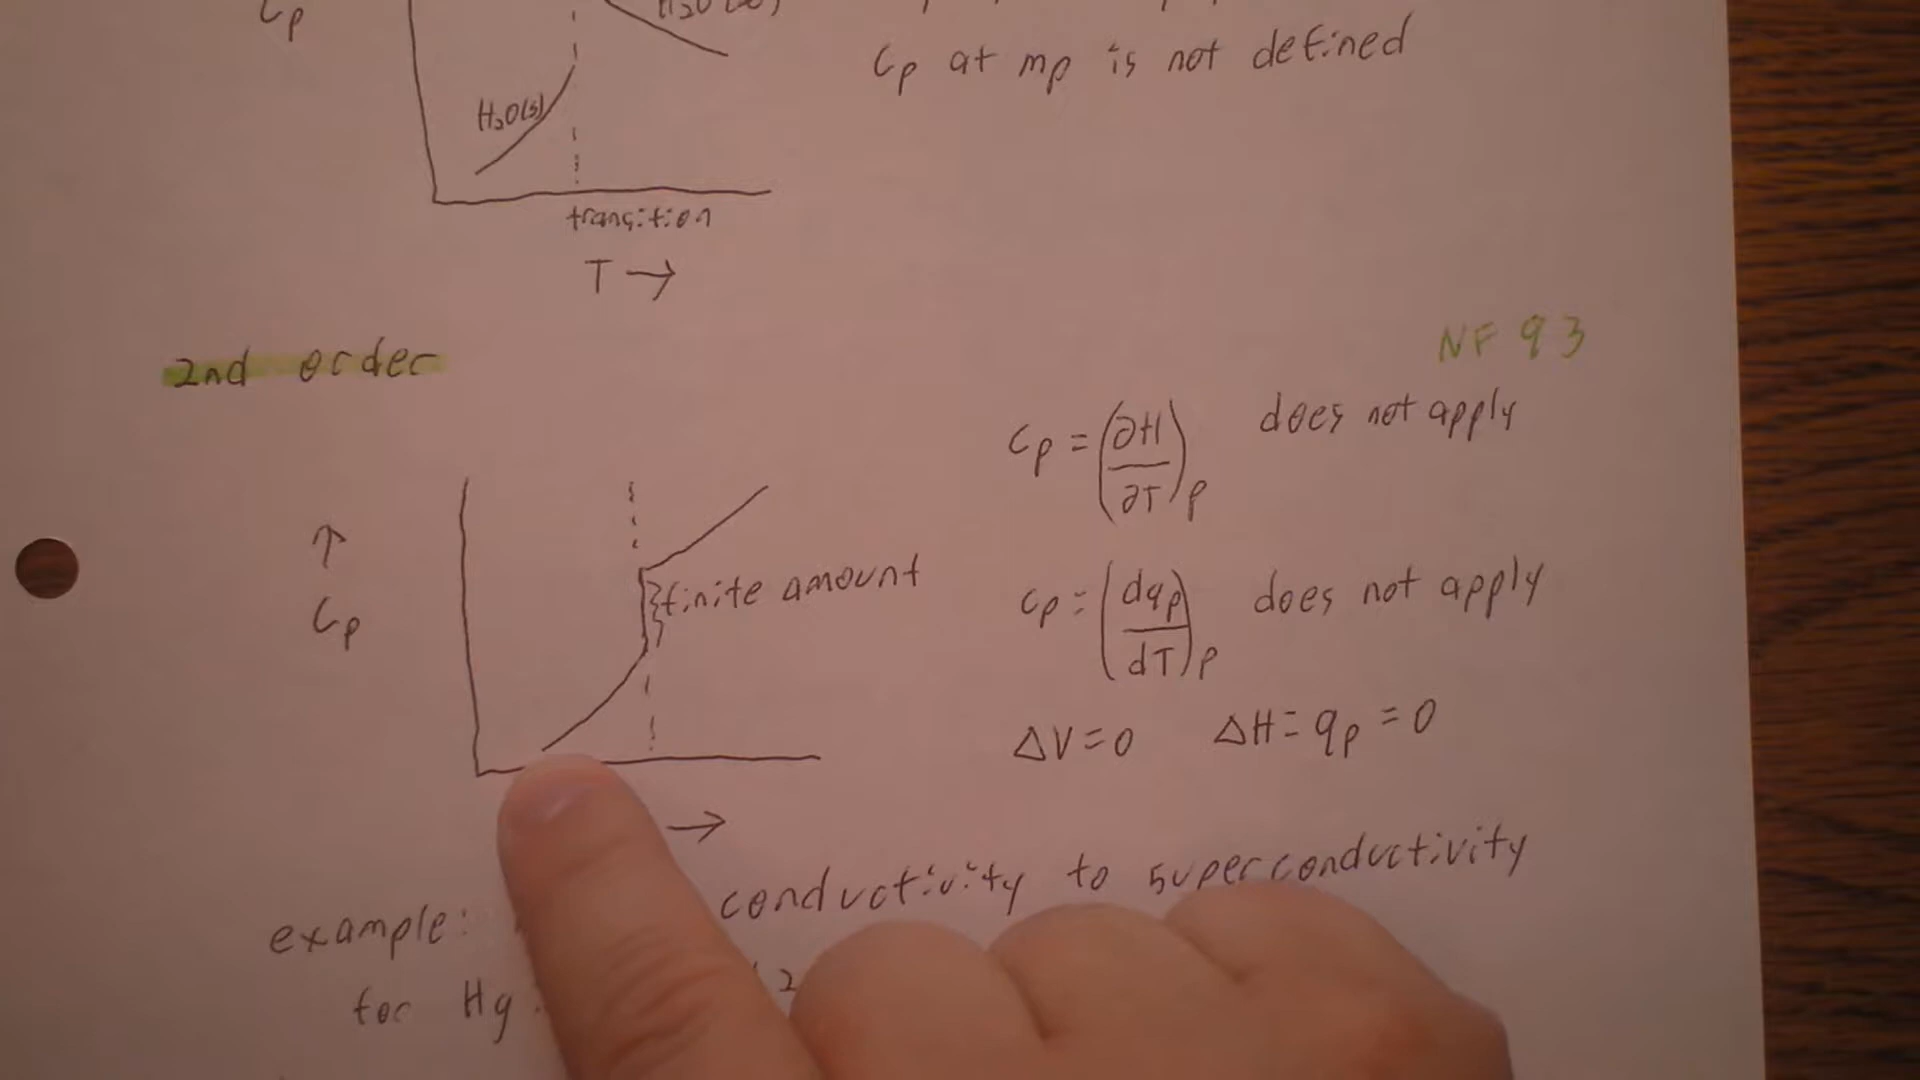 Cp
Cp at mp is not defined
H₂O(s)
transition
T →
2nd order
NF 93
Cp = (∂H/∂T)p does not apply
↑
Cp
finite amount
Cp = (dqp/dT)p does not apply
ΔV=0 ΔH = qp = 0
→
example: conductivity to superconductivity
for Hg 2